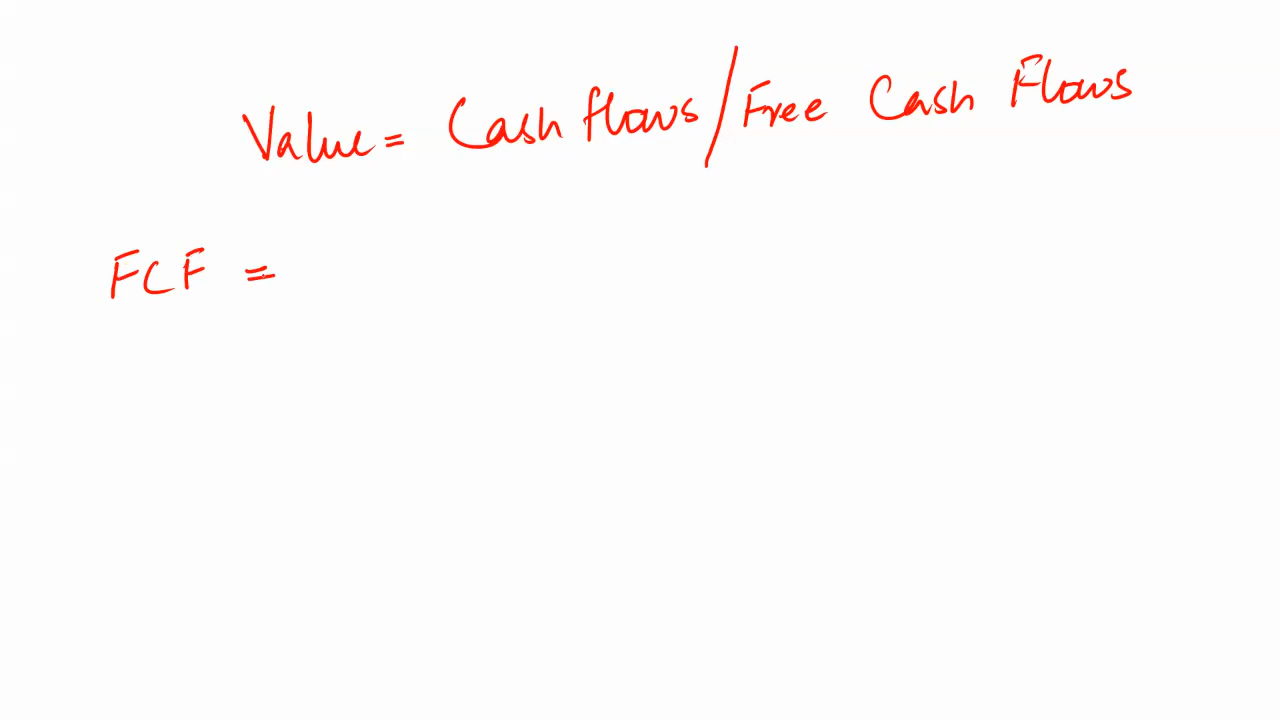 Value = Cash flows / Free Cash Flows
FCF =